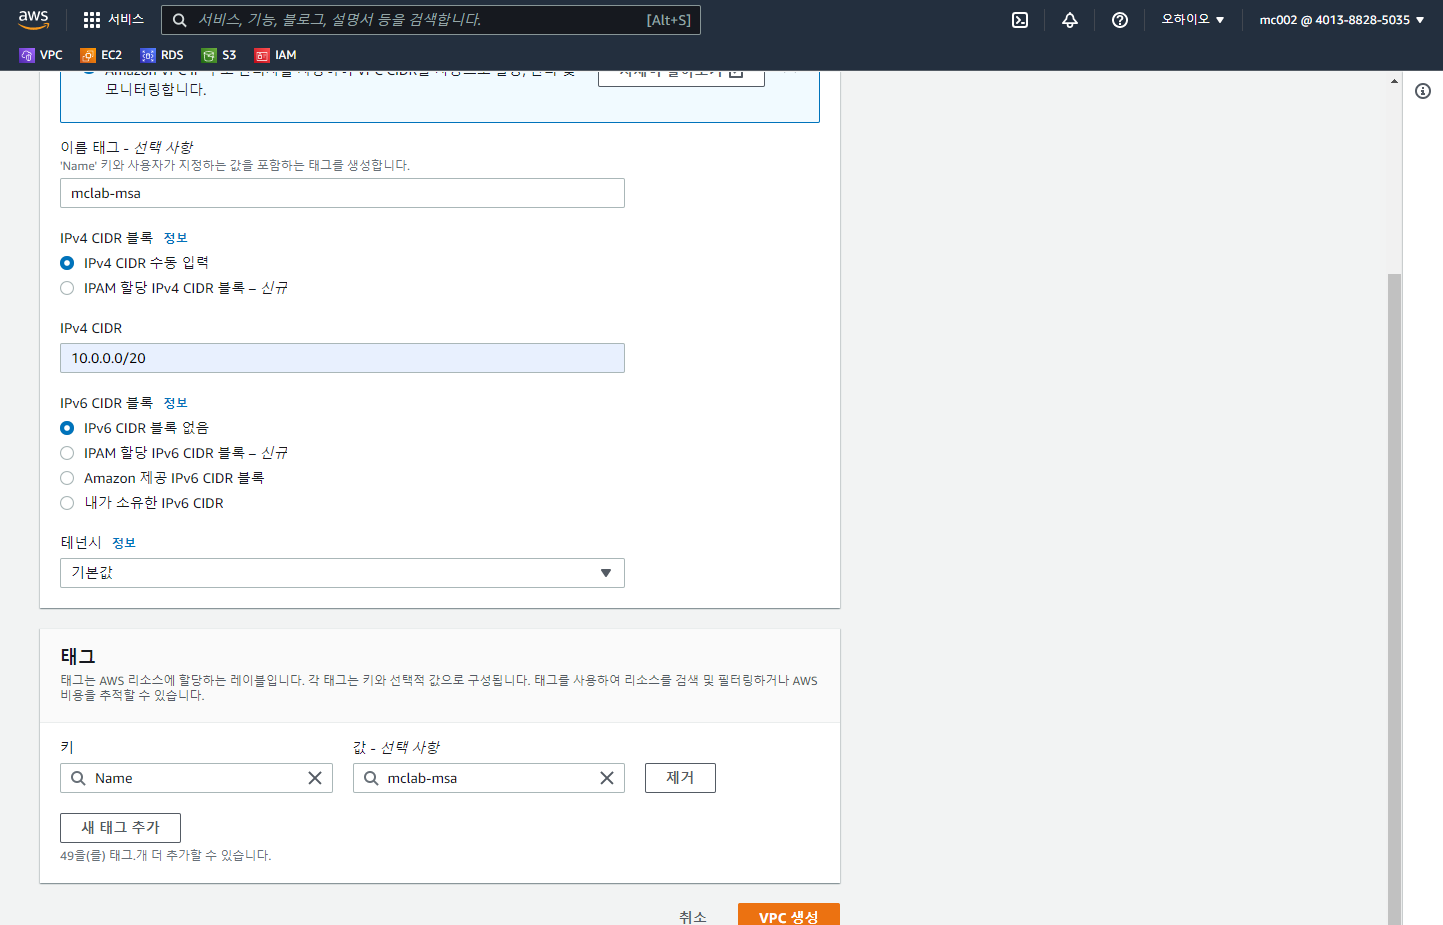 aws
서비스
서비스, 기능, 블로그, 설명서 등을 검색합니다.
[Alt+S]
오하이오
mc002 @ 4013-8828-5035
VPC
EC2
RDS
S3
IAM
모니터링합니다.
이름 태그 - 선택 사항
'Name' 키와 사용자가 지정하는 값을 포함하는 태그를 생성합니다.
mclab-msa
IPv4 CIDR 블록 정보
IPv4 CIDR 수동 입력
IPAM 할당 IPv4 CIDR 블록 – 신규
IPv4 CIDR
10.0.0.0/20
IPv6 CIDR 블록 정보
IPv6 CIDR 블록 없음
IPAM 할당 IPv6 CIDR 블록 – 신규
Amazon 제공 IPv6 CIDR 블록
내가 소유한 IPv6 CIDR
테넌시 정보
기본값
태그
태그는 AWS 리소스에 할당하는 레이블입니다. 각 태그는 키와 선택적 값으로 구성됩니다. 태그를 사용하여 리소스를 검색 및 필터링하거나 AWS
비용을 추적할 수 있습니다.
키
값 - 선택 사항
Name
mclab-msa
제거
새 태그 추가
49을(를) 태그.개 더 추가할 수 있습니다.
취소
VPC 생성